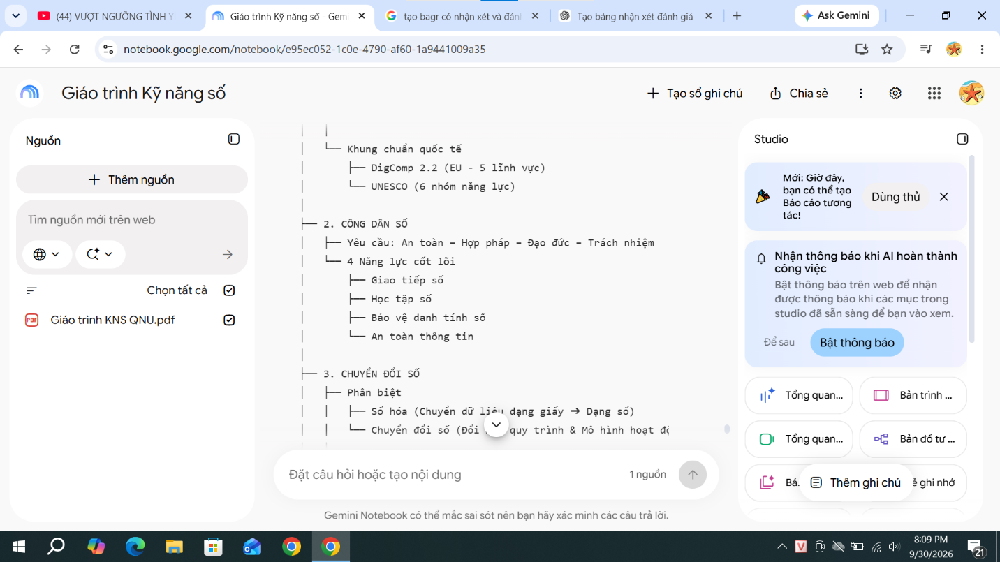 (44) VƯỢT NGƯỠNG TÌNH Y
Giáo trình Kỹ năng số - Gem
tạo bagr có nhận xét và đánh
Tạo bảng nhận xét đánh giá
Ask Gemini
notebook.google.com/notebook/e95ec052-1c0e-4790-af60-1a9441009a35
Giáo trình Kỹ năng số
Tạo sổ ghi chú
Chia sẻ
Nguồn
Thêm nguồn
Tìm nguồn mới trên web
Chọn tất cả
PDF
Giáo trình KNS QNU.pdf
└── Khung chuẩn quốc tế
├── DigComp 2.2 (EU - 5 lĩnh vực)
└── UNESCO (6 nhóm năng lực)
├── 2. CÔNG DÂN SỐ
├── Yêu cầu: An toàn – Hợp pháp – Đạo đức – Trách nhiệm
└── 4 Năng lực cốt lõi
├── Giao tiếp số
├── Học tập số
├── Bảo vệ danh tính số
└── An toàn thông tin
├── 3. CHUYỂN ĐỔI SỐ
├── Phân biệt
├── Số hóa (Chuyển dữ liệu dạng giấy ➔ Dạng số)
└── Chuyển đổi số (Đổi quy trình & Mô hình hoạt độ
Đặt câu hỏi hoặc tạo nội dung
1 nguồn
Gemini Notebook có thể mắc sai sót nên bạn hãy xác minh các câu trả lời.
Studio
Mới: Giờ đây,
bạn có thể tạo
Báo cáo tương
tác!
Dùng thử
Nhận thông báo khi AI hoàn thành
công việc
Bật thông báo trên web để nhận
được thông báo khi các mục trong
studio đã sẵn sàng để bạn vào xem.
Để sau
Bật thông báo
Tổng quan...
Bản trình ...
Tổng quan...
Bản đồ tư ...
Bá.
Thêm ghi chú
ẻ ghi nhớ
V
8:09 PM
9/30/2026
21